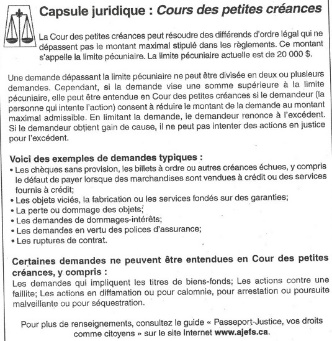 Capsule juridique : Cours des petites créances
La Cour des petites créances peut résoudre des différends d'ordre légal qui ne
dépassent pas le montant maximal stipulé dans les règlements. Ce montant
s'appelle la limite pécuniaire. La limite pécuniaire actuelle est de 20 000 $.
Une demande dépassant la limite pécuniaire ne peut être divisée en deux ou plusieurs
demandes. Cependant, si la demande vise une somme supérieure à la limite
pécuniaire, elle peut être entendue en Cour des petites créances si le demandeur (la
personne qui intente l'action) consent à réduire le montant de la demande au montant
maximal admissible. En limitant la demande, le demandeur renonce à l'excédent.
Si le demandeur obtient gain de cause, il ne peut pas intenter des actions en justice
pour l'excédent.
Voici des exemples de demandes typiques :
• Les chèques sans provision, les billets à ordre ou autres créances échues, y compris
le défaut de payer lorsque des marchandises sont vendues à crédit ou des services
fournis à crédit;
• Les objets viciés, la fabrication ou les services fondés sur des garanties;
• La perte ou dommage des objets;
• Les demandes de dommages-intérêts;
• Les demandes en vertu des polices d'assurance;
• Les ruptures de contrat.
Certaines demandes ne peuvent être entendues en Cour des petites
créances, y compris :
Les demandes qui impliquent les titres de biens-fonds; Les actions contre une
faillite; Les actions en diffamation ou pour calomnie, pour arrestation ou poursuite
malveillante ou pour séquestration.
Pour plus de renseignements, consultez le guide « Passeport-Justice, vos droits
comme citoyens » sur le site Internet www.ajefs.ca.